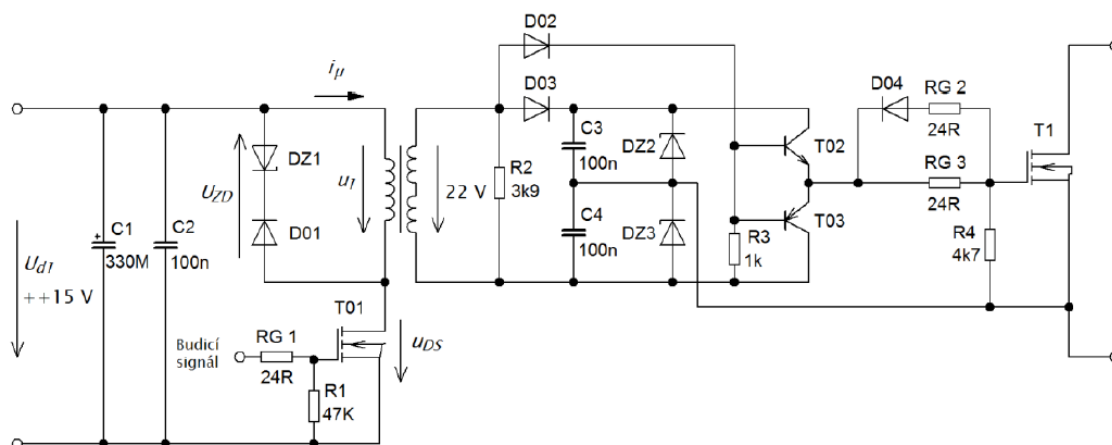 D02
iμ
D03
D04
RG 2
24R
T1
C3
100n
DZ2
T02
DZ1
UZD
u1
22 V
R2
3k9
RG 3
24R
C4
100n
DZ3
T03
R3
1k
R4
4k7
D01
C1
330M
C2
100n
Ud1
++15 V
T01
Budicí
signál
RG 1
24R
uDS
R1
47K